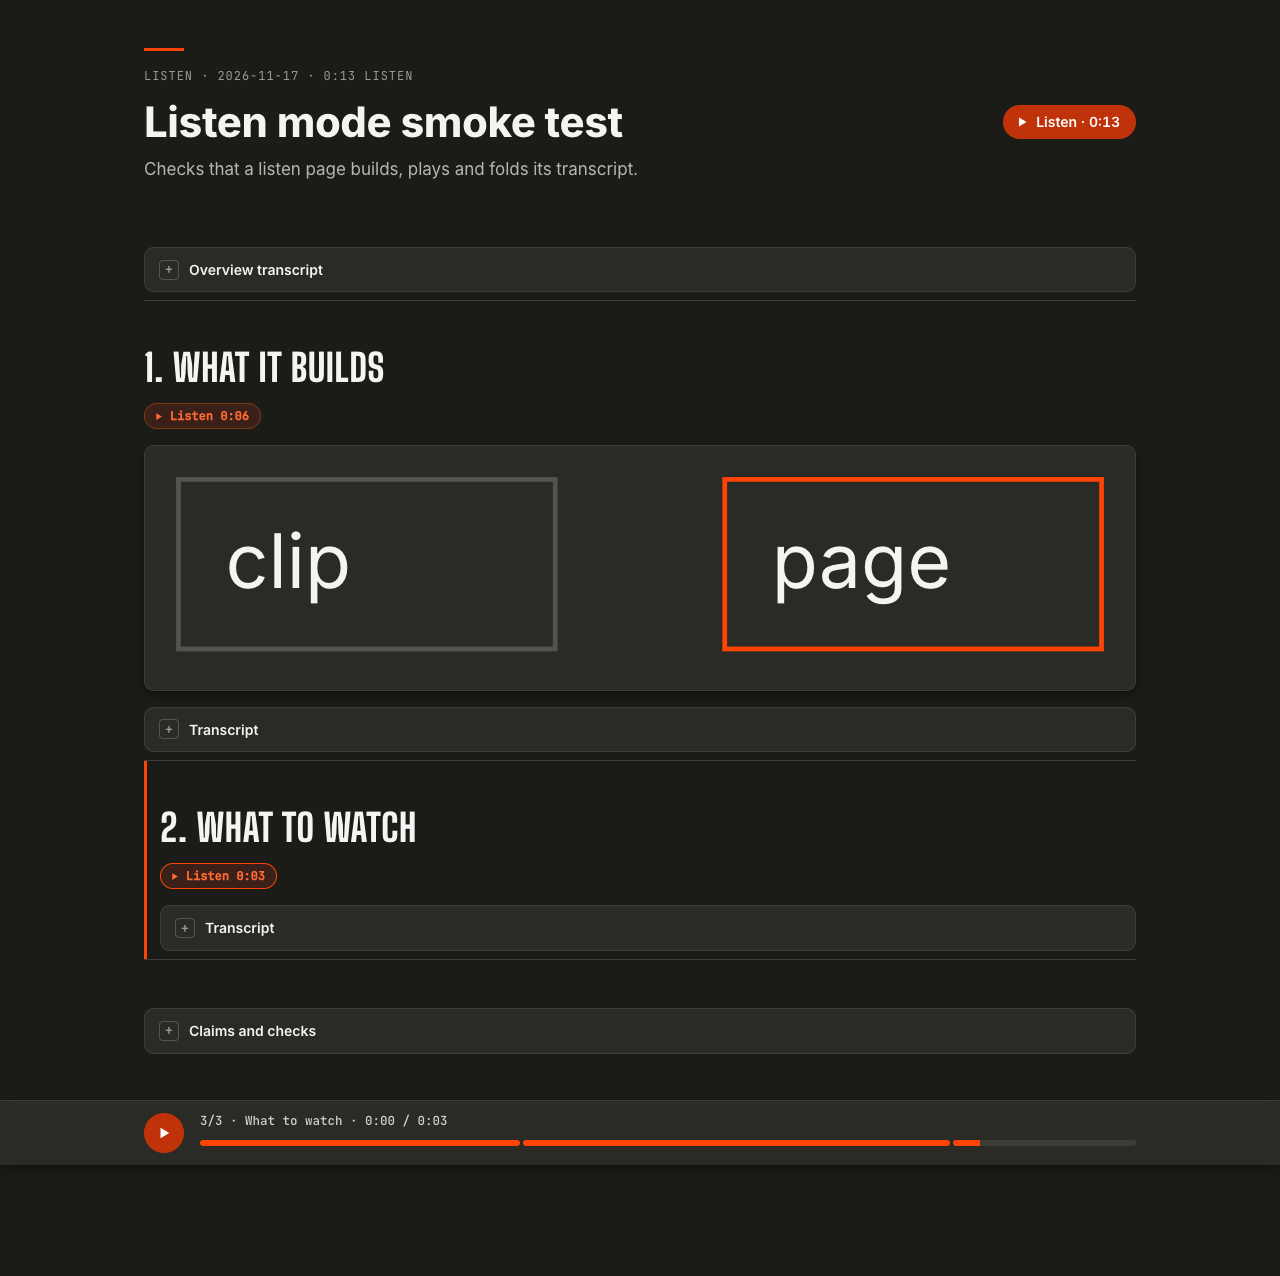 LISTEN · 2026-11-17 · 0:13 LISTEN
Listen mode smoke test
Listen · 0:13
Checks that a listen page builds, plays and folds its transcript.
+ Overview transcript
1. WHAT IT BUILDS
Listen 0:06
clip page
+ Transcript
2. WHAT TO WATCH
Listen 0:03
+ Transcript
+ Claims and checks
3/3 · What to watch · 0:00 / 0:03